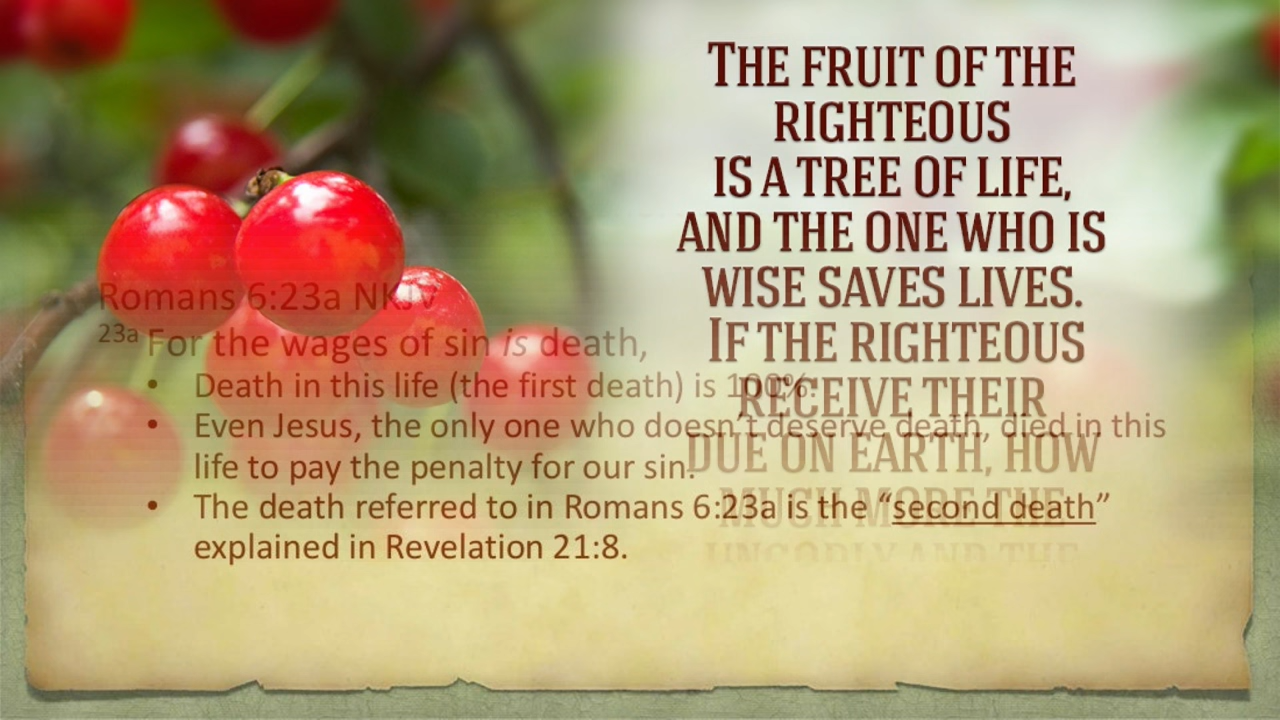 THE FRUIT OF THE
RIGHTEOUS
IS A TREE OF LIFE,
AND THE ONE WHO IS
WISE SAVES LIVES.
IF THE RIGHTEOUS
RECEIVE THEIR
DUE ON EARTH, HOW
MUCH MORE THE
UNGODLY AND THE
Romans 6:23a NKJV
23a For the wages of sin is death,
• Death in this life (the first death) is 100%.
• Even Jesus, the only one who doesn’t deserve death, died in this
life to pay the penalty for our sin.
• The death referred to in Romans 6:23a is the “second death”
explained in Revelation 21:8.